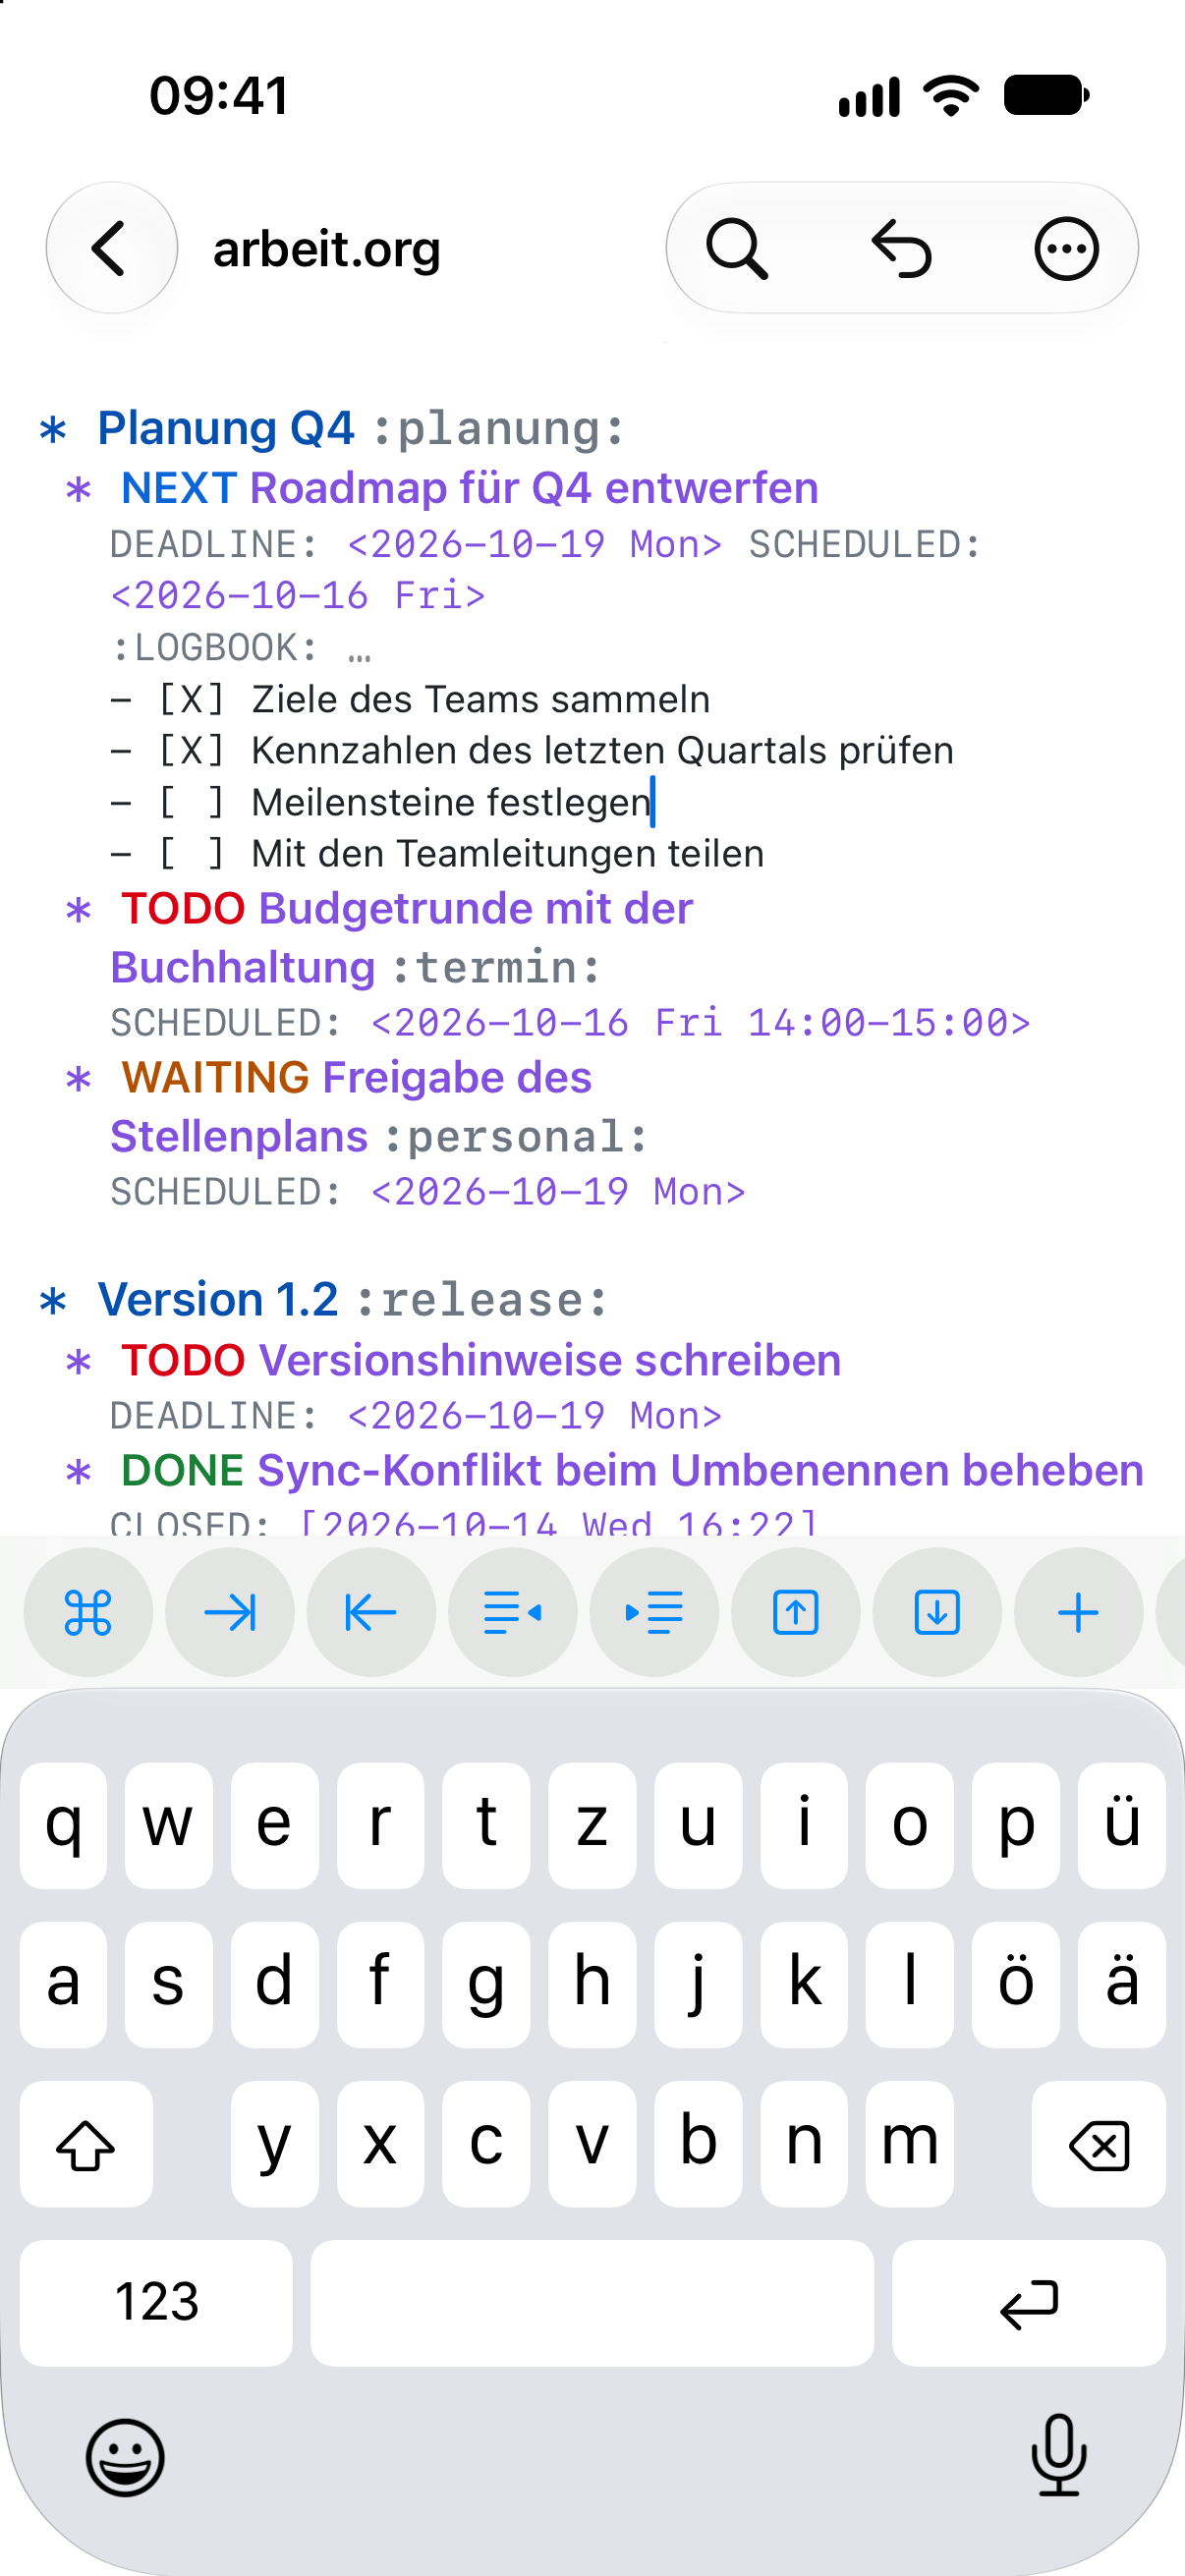 09:41
arbeit.org
* Planung Q4 :planung:
* NEXT Roadmap für Q4 entwerfen
DEADLINE: <2026-10-19 Mon> SCHEDULED:
<2026-10-16 Fri>
:LOGBOOK: …
- [X] Ziele des Teams sammeln
- [X] Kennzahlen des letzten Quartals prüfen
- [ ] Meilensteine festlegen
- [ ] Mit den Teamleitungen teilen
* TODO Budgetrunde mit der
Buchhaltung :termin:
SCHEDULED: <2026-10-16 Fri 14:00-15:00>
* WAITING Freigabe des
Stellenplans :personal:
SCHEDULED: <2026-10-19 Mon>
* Version 1.2 :release:
* TODO Versionshinweise schreiben
DEADLINE: <2026-10-19 Mon>
* DONE Sync-Konflikt beim Umbenennen beheben
CLOSED: [2026-10-14 Wed 16:22]
q w e r t z u i o p ü
a s d f g h j k l ö ä
y x c v b n m
123